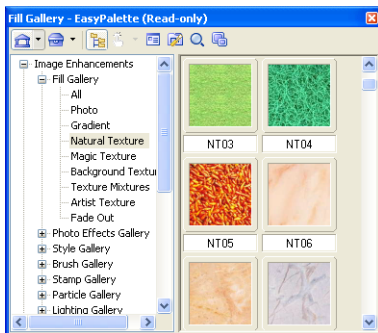 Fill Gallery - EasyPalette (Read-only)
Image Enhancements
Fill Gallery
All
Photo
Gradient
Natural Texture
Magic Texture
Background Textu
Texture Mixtures
Artist Texture
Fade Out
Photo Effects Gallery
Style Gallery
Brush Gallery
Stamp Gallery
Particle Gallery
Lighting Gallery
NT03
NT04
NT05
NT06